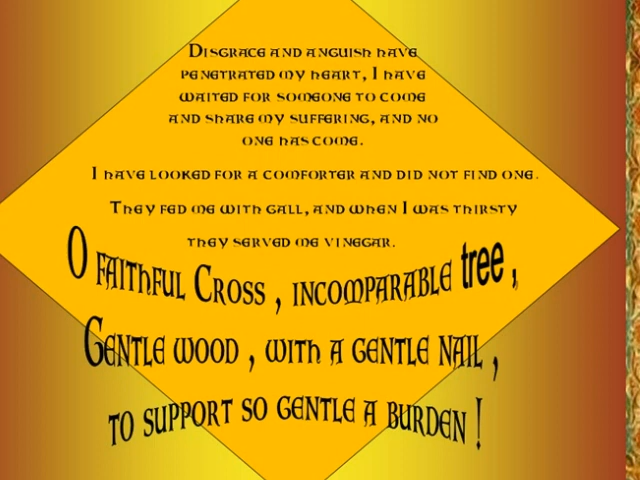 Disgrace and anguish have
penetrated my heart, I have
waited for someone to come
and share my suffering, and no
one has come.
I have looked for a comforter and did not find one.
They fed me with gall, and when I was thirsty
they served me vinegar.
O faithful Cross , incomparable tree ,
Gentle wood , with a gentle nail ,
to support so gentle a burden !